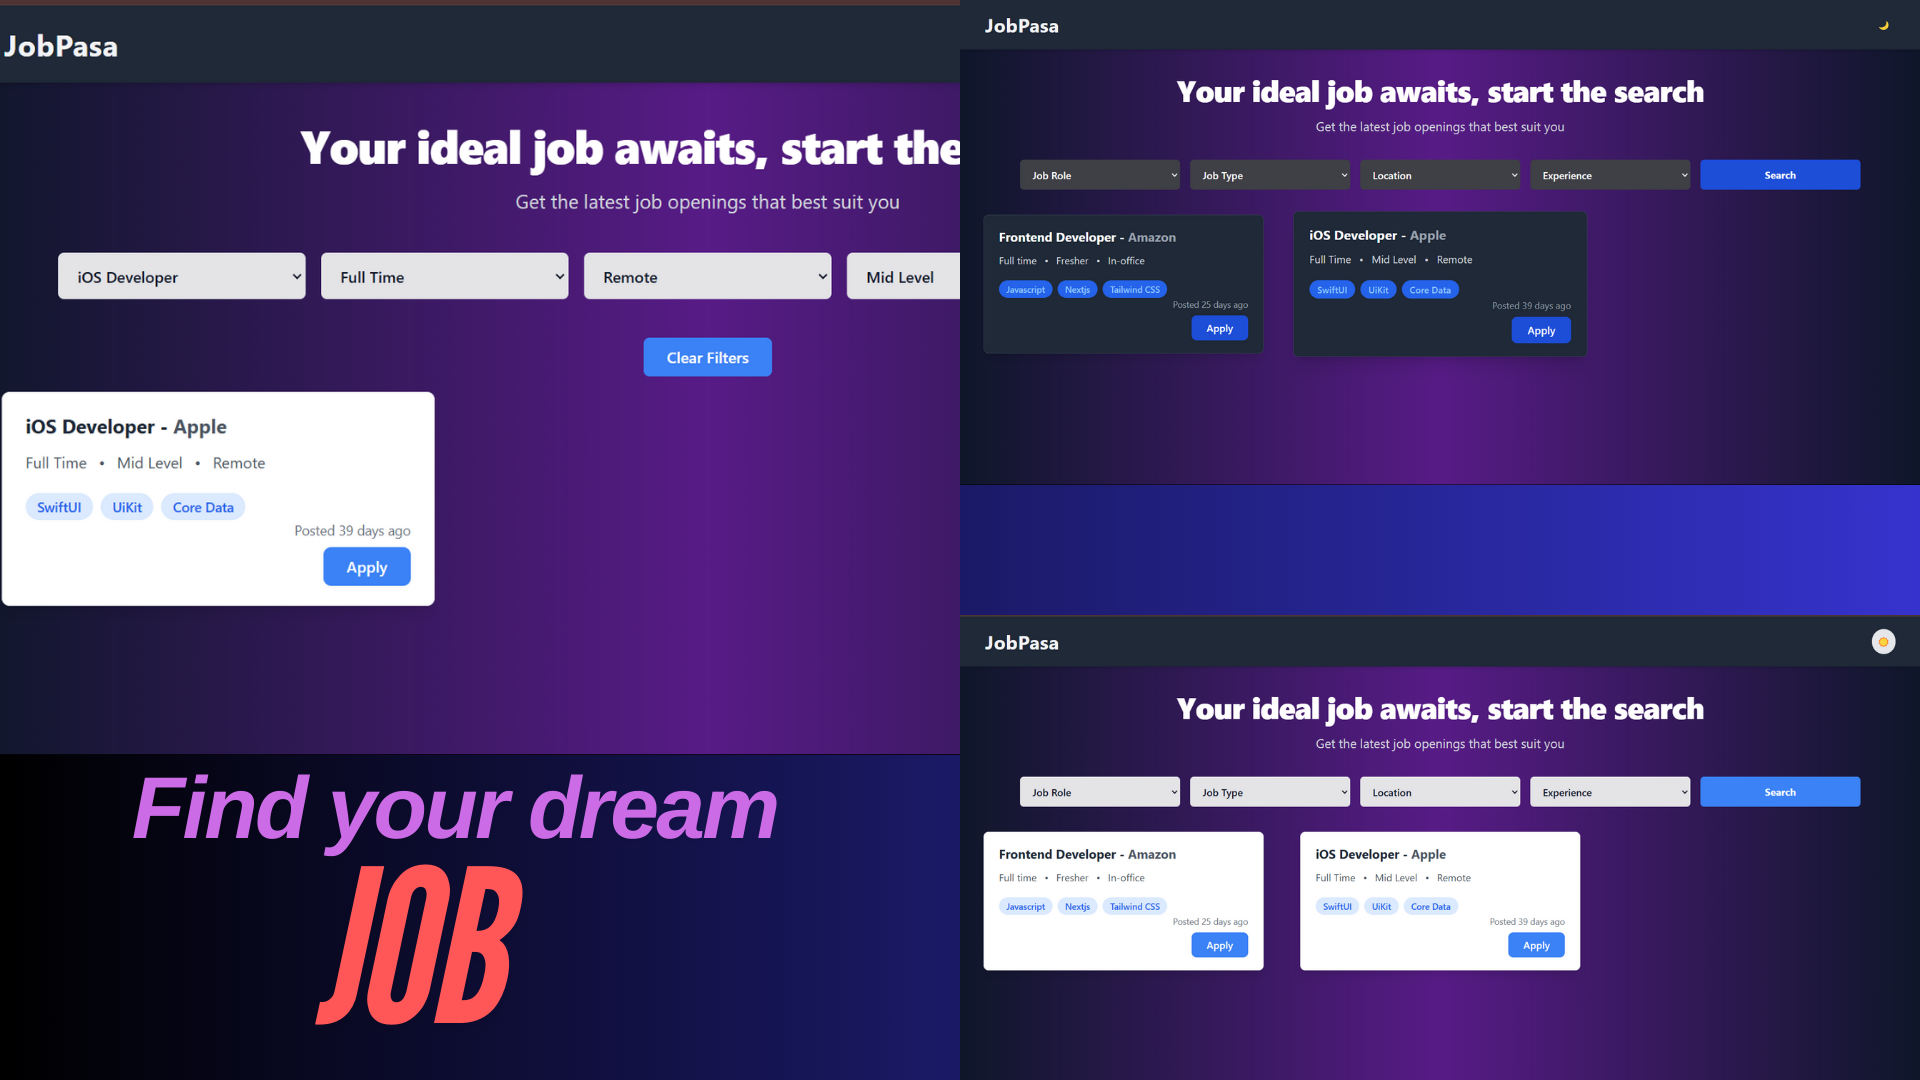 JobPasa
Your ideal job awaits, start the
Get the latest job openings that best suit you
iOS Developer Full Time Remote Mid Level
Clear Filters
iOS Developer - Apple
Full Time • Mid Level • Remote
SwiftUI UiKit Core Data
Posted 39 days ago
Apply
Find your dream
JOB
JobPasa
Your ideal job awaits, start the search
Get the latest job openings that best suit you
Job Role Job Type Location Experience Search
Frontend Developer - Amazon
Full time • Fresher • In-office
Javascript Nextjs Tailwind CSS
Posted 25 days ago
Apply
iOS Developer - Apple
Full Time • Mid Level • Remote
SwiftUI UiKit Core Data
Posted 39 days ago
Apply
JobPasa
Your ideal job awaits, start the search
Get the latest job openings that best suit you
Job Role Job Type Location Experience Search
Frontend Developer - Amazon
Full time • Fresher • In-office
Javascript Nextjs Tailwind CSS
Posted 25 days ago
Apply
iOS Developer - Apple
Full Time • Mid Level • Remote
SwiftUI UiKit Core Data
Posted 39 days ago
Apply